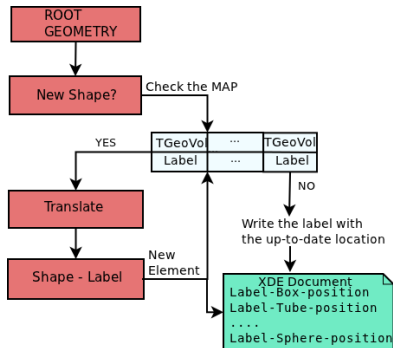 ROOT
GEOMETRY
New Shape?
Check the MAP
YES
TGeoVol ... TGeoVol
Label ... Label
NO
Translate
Write the label with
the up-to-date location
Shape - Label
New
Element
XDE Document
Label-Box-position
Label-Tube-position
....
Label-Sphere-position